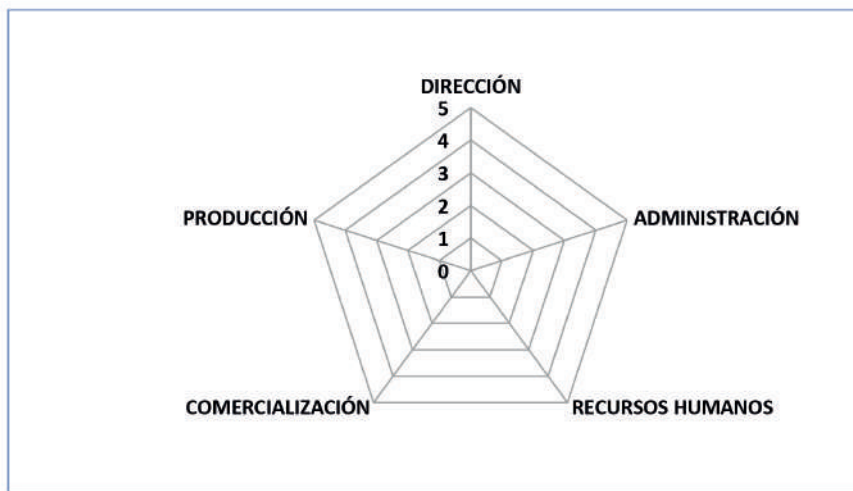 DIRECCIÓN
5
4
3
2
1
0
PRODUCCIÓN
ADMINISTRACIÓN
COMERCIALIZACIÓN
RECURSOS HUMANOS